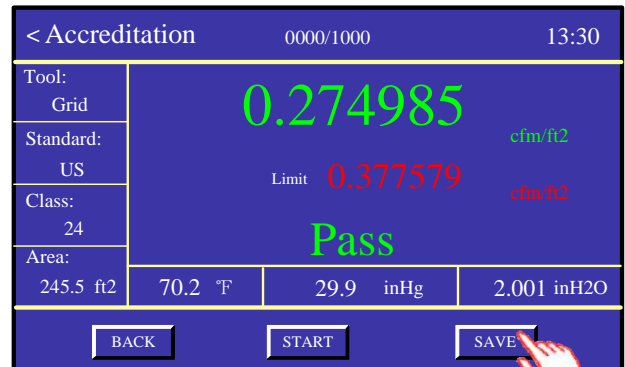 < Accreditation 0000/1000 13:30
Tool:
Grid
Standard:
US
Class:
24
Area:
245.5 ft2
0.274985 cfm/ft2
Limit 0.377579 cfm/ft2
Pass
70.2 ℉ 29.9 inHg 2.001 inH2O
BACK START SAVE